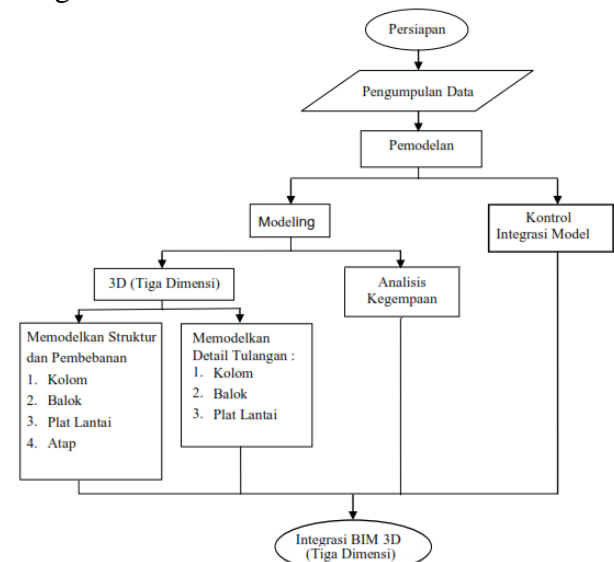 Persiapan
Pengumpulan Data
Pemodelan
Modeling
Kontrol
Integrasi Model
3D (Tiga Dimensi)
Analisis
Kegempaan
Memodelkan Struktur
dan Pembebanan
1. Kolom
2. Balok
3. Plat Lantai
4. Atap
Memodelkan
Detail Tulangan :
1. Kolom
2. Balok
3. Plat Lantai
Integrasi BIM 3D
(Tiga Dimensi)